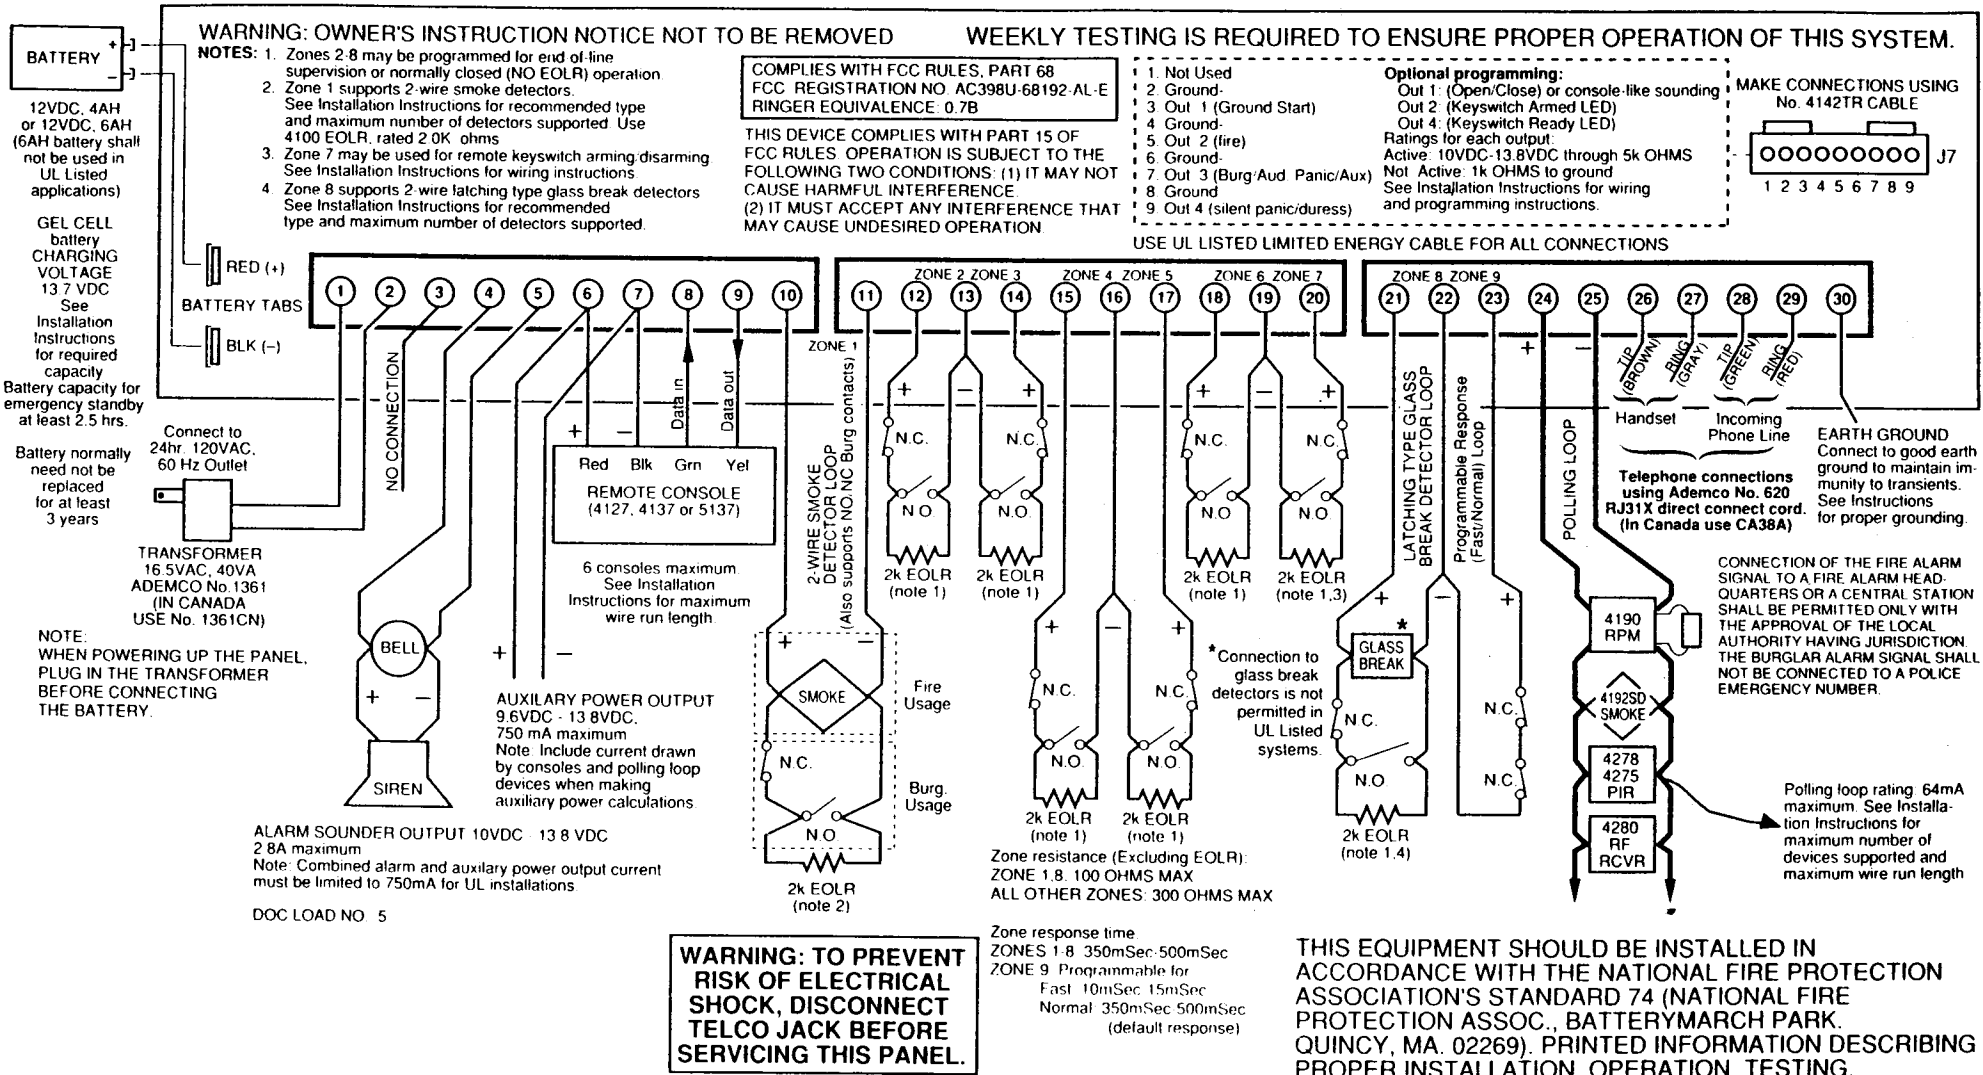 WARNING: OWNER'S INSTRUCTION NOTICE NOT TO BE REMOVED
WEEKLY TESTING IS REQUIRED TO ENSURE PROPER OPERATION OF THIS SYSTEM.
BATTERY
+
−
12VDC, 4AH
or 12VDC, 6AH
(6AH battery shall
not be used in
UL Listed
applications)
GEL CELL
battery
CHARGING
VOLTAGE
13 7 VDC
See
Installation
Instructions
for required
capacity
Battery capacity for
emergency standby
at least 2.5 hrs.
Battery normally
need not be
replaced
for at least
3 years
NOTES: 1. Zones 2-8 may be programmed for end-of-line
supervision or normally closed (NO EOLR) operation
2. Zone 1 supports 2-wire smoke detectors.
See Installation Instructions for recommended type
and maximum number of detectors supported. Use
4100 EOLR, rated 2 0K ohms
3. Zone 7 may be used for remote keyswitch arming/disarming
See Installation Instructions for wiring instructions
4. Zone 8 supports 2-wire latching type glass break detectors
See Installation Instructions for recommended
type and maximum number of detectors supported.
COMPLIES WITH FCC RULES, PART 68
FCC REGISTRATION NO. AC398U-68192-AL-E
RINGER EQUIVALENCE: 0.7B
THIS DEVICE COMPLIES WITH PART 15 OF
FCC RULES. OPERATION IS SUBJECT TO THE
FOLLOWING TWO CONDITIONS: (1) IT MAY NOT
CAUSE HARMFUL INTERFERENCE.
(2) IT MUST ACCEPT ANY INTERFERENCE THAT
MAY CAUSE UNDESIRED OPERATION
1. Not Used
2. Ground-
3. Out 1 (Ground Start)
4 Ground-
5. Out 2 (fire)
6. Ground-
7. Out 3 (Burg/Aud Panic/Aux)
8 Ground
9. Out 4 (silent panic/duress)
Optional programming:
Out 1: (Open/Close) or console-like sounding
Out 2: (Keyswitch Armed LED)
Out 4: (Keyswitch Ready LED)
Ratings for each output:
Active: 10VDC-13.8VDC through 5k OHMS
Not Active: 1k OHMS to ground
See Installation Instructions for wiring
and programming instructions.
MAKE CONNECTIONS USING
No. 4142TR CABLE
J7
1 2 3 4 5 6 7 8 9
USE UL LISTED LIMITED ENERGY CABLE FOR ALL CONNECTIONS
RED (+)
BATTERY TABS
BLK (−)
1 2 3 4 5 6 7 8 9 10
ZONE 2 ZONE 3 ZONE 4 ZONE 5 ZONE 6 ZONE 7
11 12 13 14 15 16 17 18 19 20
ZONE 8 ZONE 9
21 22 23 24 25 26 27 28 29 30
Connect to
24hr. 120VAC,
60 Hz Outlet
TRANSFORMER
16.5VAC, 40VA
ADEMCO No.1361
(IN CANADA
USE No. 1361CN)
NOTE:
WHEN POWERING UP THE PANEL,
PLUG IN THE TRANSFORMER
BEFORE CONNECTING
THE BATTERY.
NO CONNECTION
BELL
+ −
SIREN
ALARM SOUNDER OUTPUT 10VDC - 13 8 VDC
2 8A maximum
Note: Combined alarm and auxilary power output current
must be limited to 750mA for UL installations.
DOC LOAD NO. 5
+ −
AUXILARY POWER OUTPUT
9.6VDC - 13 8VDC,
750 mA maximum
Note: Include current drawn
by consoles and polling loop
devices when making
auxiliary power calculations.
+ −
Data in
Data out
Red Blk Grn Yel
REMOTE CONSOLE
(4127, 4137 or 5137)
6 consoles maximum.
See Installation
Instructions for maximum
wire run length.
ZONE 1
2-WIRE SMOKE
DETECTOR LOOP
(Also supports NO/NC Burg contacts)
+ −
SMOKE
Fire
Usage
N.C.
N.O.
Burg.
Usage
2k EOLR
(note 2)
+ − +
N.C. N.C.
N.O. N.O.
2k EOLR
(note 1)
2k EOLR
(note 1)
+ − +
N.C. N.C.
N.O. N.O.
2k EOLR
(note 1)
2k EOLR
(note 1)
Zone resistance (Excluding EOLR):
ZONE 1,8. 100 OHMS MAX
ALL OTHER ZONES: 300 OHMS MAX
Zone response time.
ZONES 1-8 350mSec-500mSec
ZONE 9 Programmable for
Fast 10mSec 15mSec
Normal 350mSec 500mSec
(default response)
+ − +
N.C. N.C.
N.O. N.O.
2k EOLR
(note 1)
2k EOLR
(note 1,3)
LATCHING TYPE GLASS
BREAK DETECTOR LOOP
Programmable Response
(Fast/Normal) Loop
+ − +
*
GLASS
BREAK
*Connection to
glass break
detectors is not
permitted in
UL Listed
systems.
N.C.
N.O.
2k EOLR
(note 1,4)
N.C.
N.C.
+ −
POLLING LOOP
4190
RPM
4192SD
SMOKE
4278
4275
PIR
4280
RF
RCVR
TIP
(BROWN)
RING
(GRAY)
TIP
(GREEN)
RING
(RED)
Handset
Incoming
Phone Line
Telephone connections
using Ademco No. 620
RJ31X direct connect cord.
(In Canada use CA38A)
EARTH GROUND
Connect to good earth
ground to maintain im-
munity to transients.
See Instructions
for proper grounding.
CONNECTION OF THE FIRE ALARM
SIGNAL TO A FIRE ALARM HEAD-
QUARTERS OR A CENTRAL STATION
SHALL BE PERMITTED ONLY WITH
THE APPROVAL OF THE LOCAL
AUTHORITY HAVING JURISDICTION.
THE BURGLAR ALARM SIGNAL SHALL
NOT BE CONNECTED TO A POLICE
EMERGENCY NUMBER.
Polling loop rating: 64mA
maximum. See Installa-
tion Instructions for
maximum number of
devices supported and
maximum wire run length
WARNING: TO PREVENT
RISK OF ELECTRICAL
SHOCK, DISCONNECT
TELCO JACK BEFORE
SERVICING THIS PANEL.
THIS EQUIPMENT SHOULD BE INSTALLED IN
ACCORDANCE WITH THE NATIONAL FIRE PROTECTION
ASSOCIATION'S STANDARD 74 (NATIONAL FIRE
PROTECTION ASSOC., BATTERYMARCH PARK.
QUINCY, MA. 02269). PRINTED INFORMATION DESCRIBING
PROPER INSTALLATION, OPERATION, TESTING,